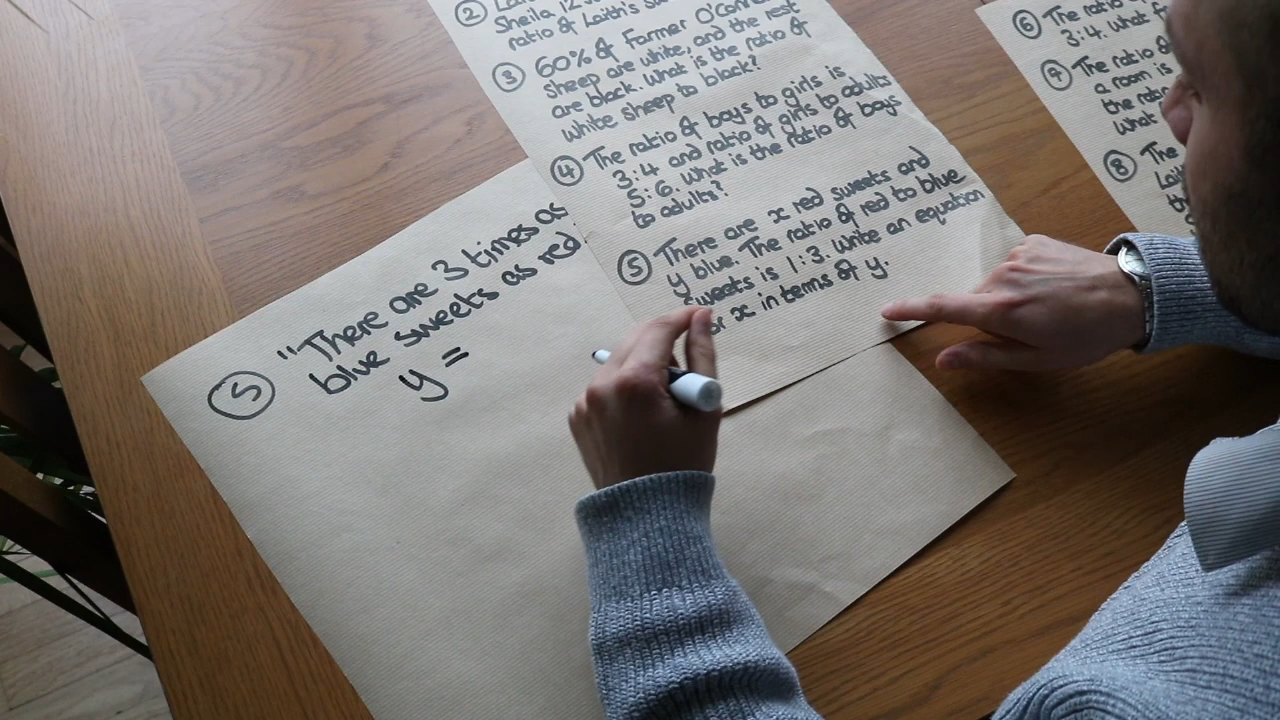 ② 
Sheila 12
ratio of Laith's
③ 60% of Farmer
sheep are white, and the rest
are black. What is the ratio of
white sheep to black?
④ The ratio of boys to girls is
3:4 and ratio of girls to adults
5:6. What is the ratio of boys
to adults?
⑤ There are x red sweets and
y blue. The ratio of red to blue
sweets is 1:3. Write an equation
x in terms of y.
⑤ "There are 3 times as
blue sweets as red
y =
⑥ The ratio
3:4. What
The ratio
a room is
the
what
⑧ The